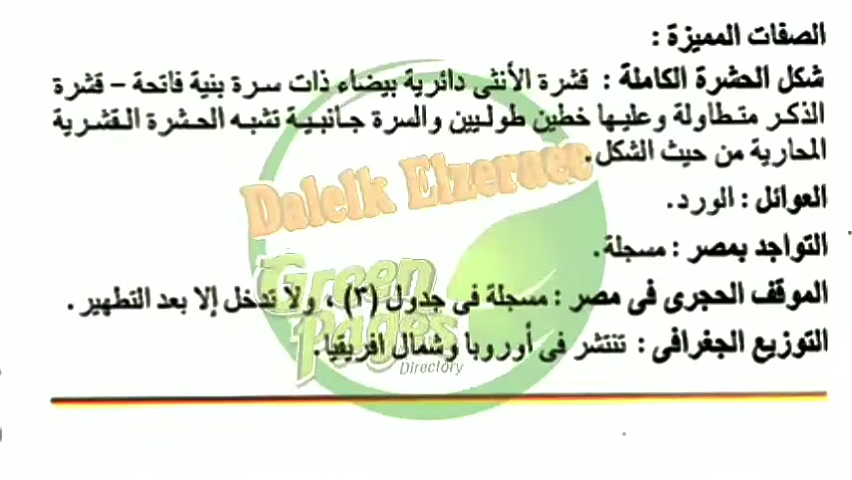 الصفات المميزة :
شكل الحشرة الكاملة : قشرة الأنثى دائرية بيضاء ذات سرة بنية فاتحة – قشرة
الذكر متطاولة وعليها خطين طوليين والسرة جانبية تشبه الحشرة القشرية
المحارية من حيث الشكل.
Dalelk Elzeraee
العوائل : الورد.
التواجد بمصر : مسجلة.
Green
الموقف الحجرى فى مصر : مسجلة فى جدول (٣) ، ولا تدخل إلا بعد التطهير .
Pages
التوزيع الجغرافى : تنتشر فى أوروبا وشمال افريقيا.
Directory